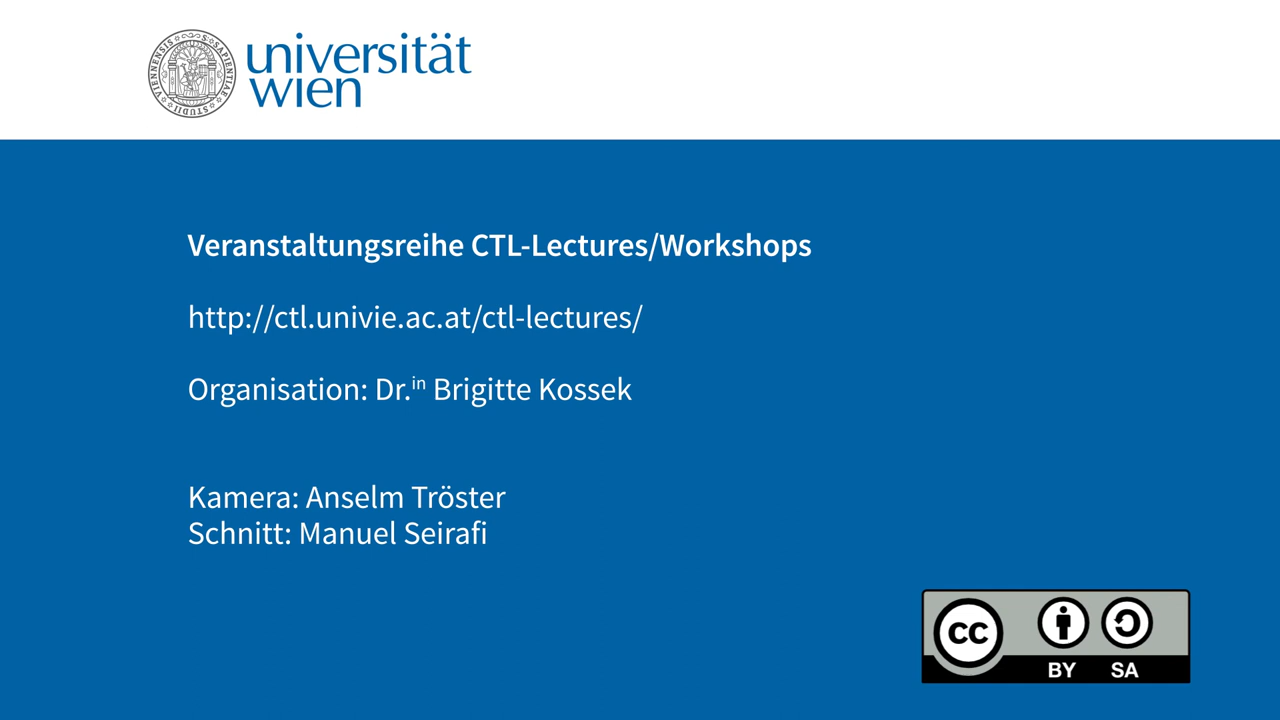 universität
wien
Veranstaltungsreihe CTL-Lectures/Workshops
http://ctl.univie.ac.at/ctl-lectures/
Organisation: Dr.in Brigitte Kossek
Kamera: Anselm Tröster
Schnitt: Manuel Seirafi
cc
BY SA